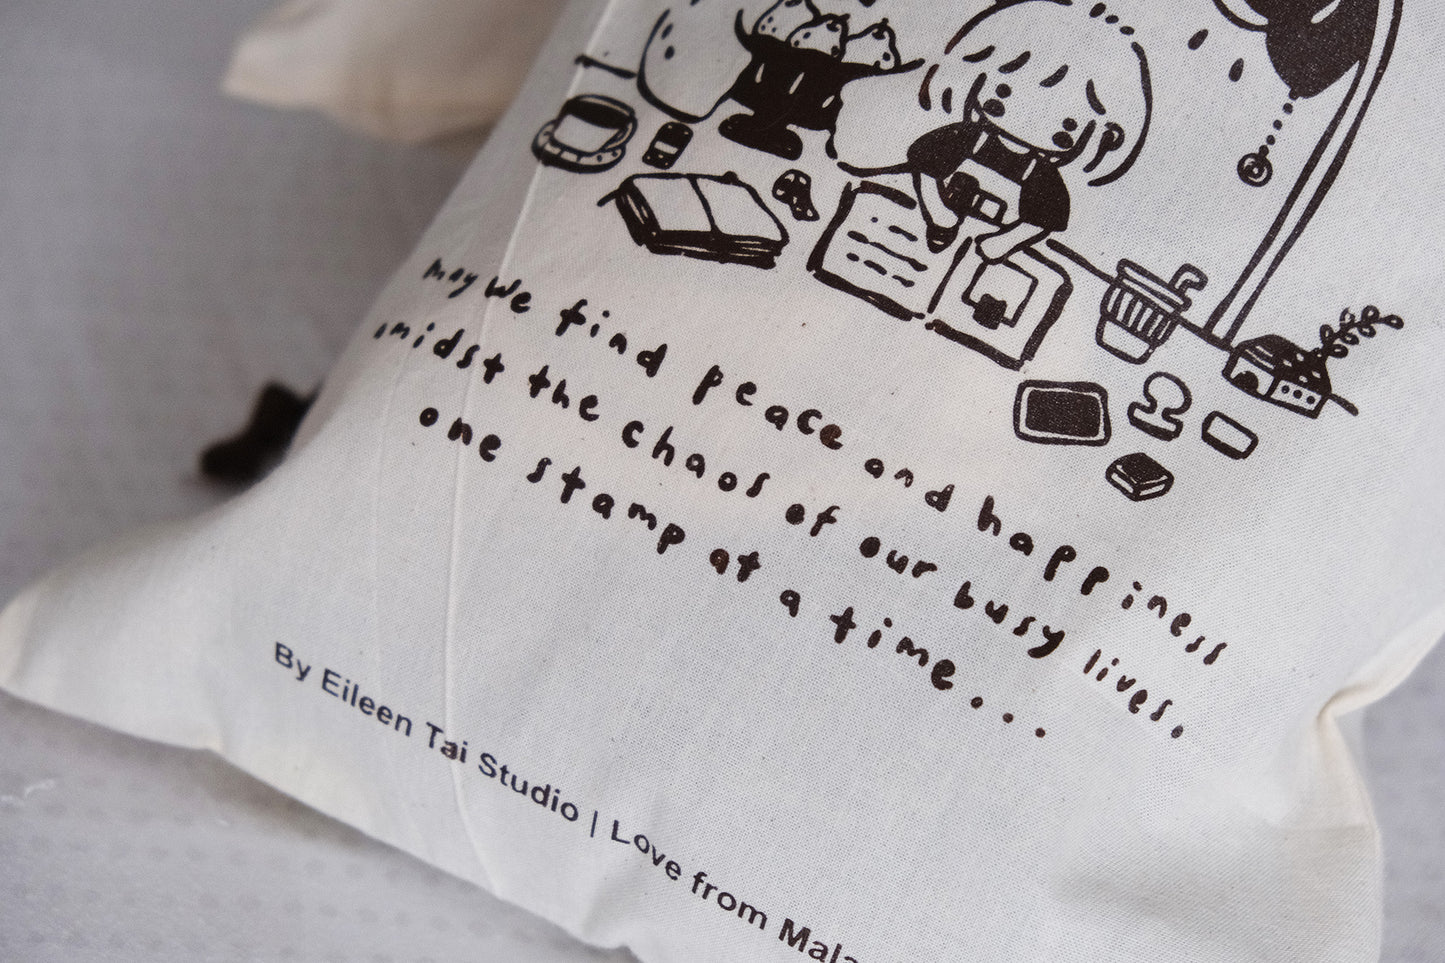 may we find peace and happiness
amidst the chaos of our busy lives,
one stamp at a time...
By Eileen Tai Studio | Love from